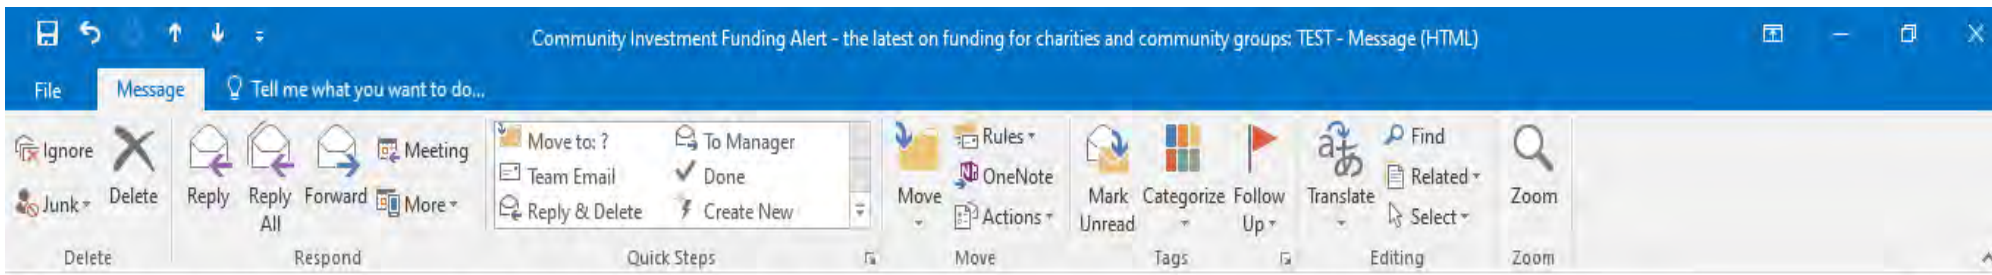 Community Investment Funding Alert - the latest on funding for charities and community groups: TEST - Message (HTML)
File Message Tell me what you want to do...
Ignore
Junk
Delete
Delete
Reply
Reply All
Forward
Meeting
More
Respond
Move to: ?
To Manager
Team Email
Done
Reply & Delete
Create New
Quick Steps
Move
Rules
OneNote
Actions
Move
Mark Unread
Categorize
Follow Up
Tags
Translate
Find
Related
Select
Editing
Zoom
Zoom